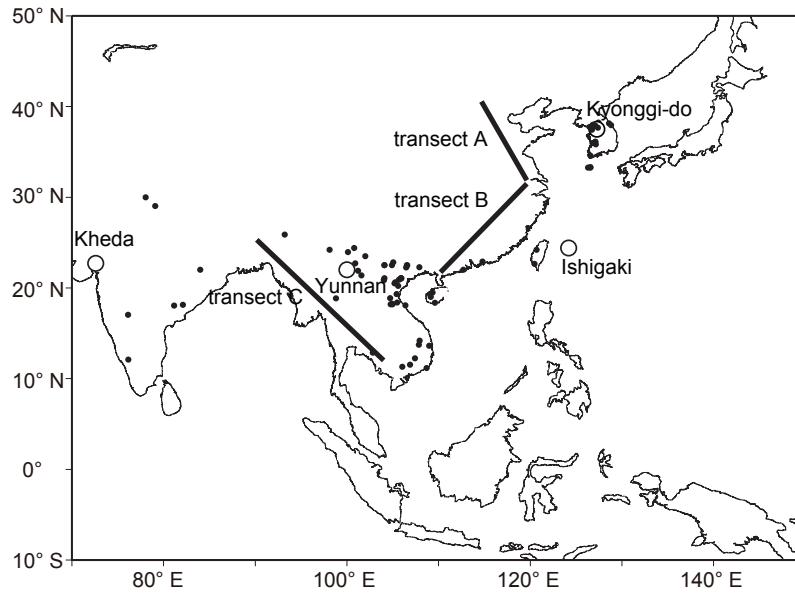 50° N
40° N
30° N
20° N
10° N
0°
10° S
80° E
100° E
120° E
140° E
Kyonggi-do
transect A
transect B
Kheda
Ishigaki
Yunnan
transect C